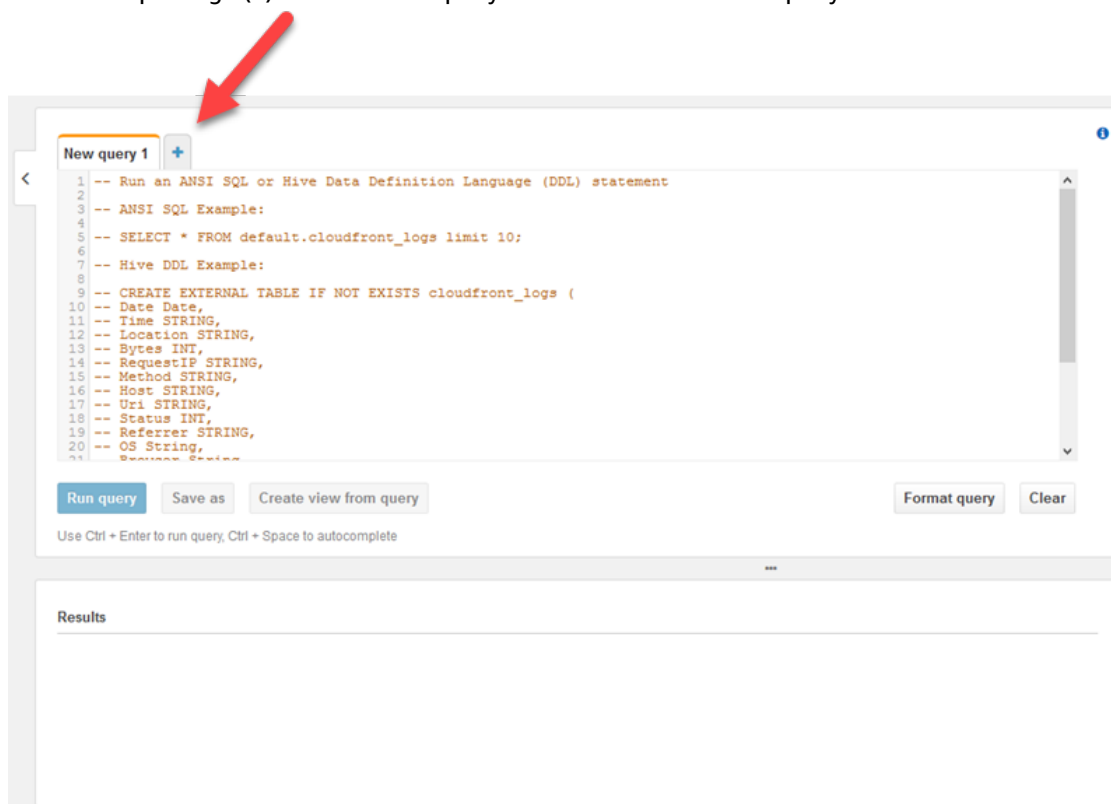 New query 1 +
1 -- Run an ANSI SQL or Hive Data Definition Language (DDL) statement
2
3 -- ANSI SQL Example:
4
5 -- SELECT * FROM default.cloudfront_logs limit 10;
6
7 -- Hive DDL Example:
8
9 -- CREATE EXTERNAL TABLE IF NOT EXISTS cloudfront_logs (
10 -- Date Date,
11 -- Time STRING,
12 -- Location STRING,
13 -- Bytes INT,
14 -- RequestIP STRING,
15 -- Method STRING,
16 -- Host STRING,
17 -- Uri STRING,
18 -- Status INT,
19 -- Referrer STRING,
20 -- OS String,
21 -- Browser String
Run query Save as Create view from query Format query Clear
Use Ctrl + Enter to run query, Ctrl + Space to autocomplete
Results